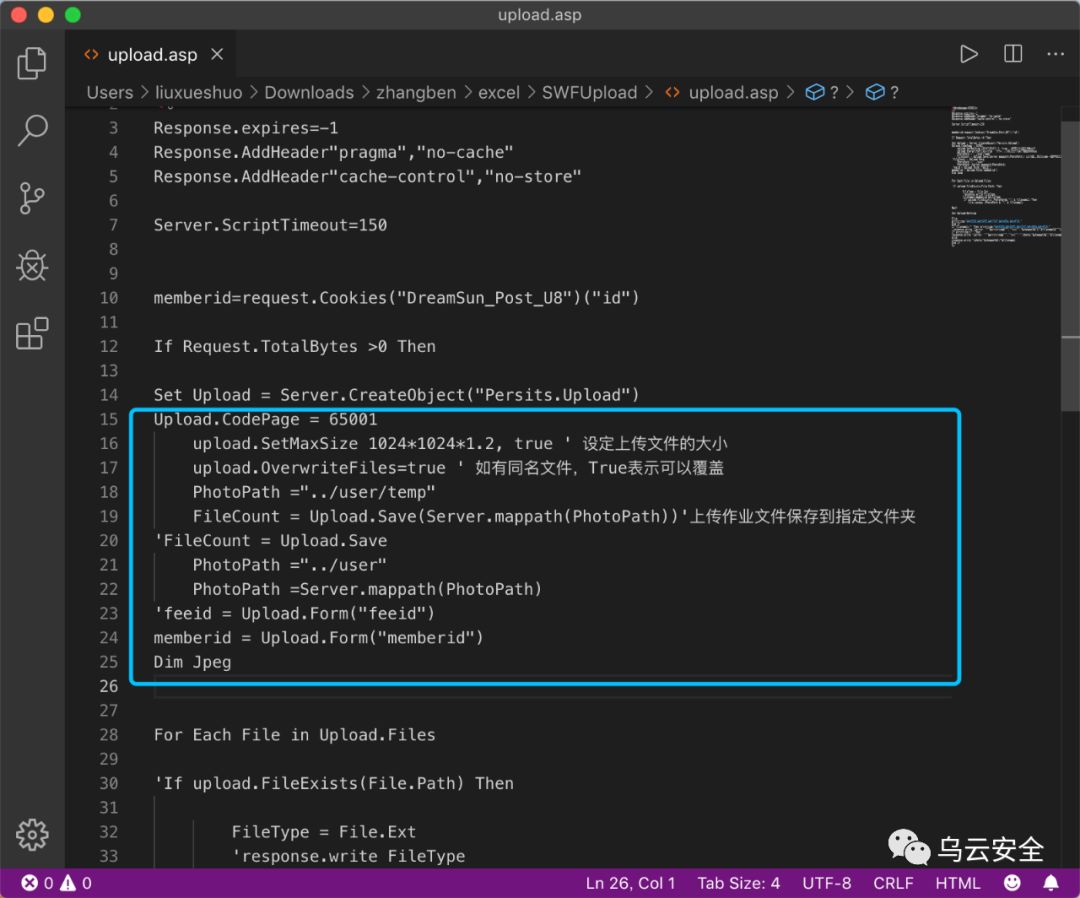 upload.asp
upload.asp
Users > liuxueshuo > Downloads > zhangben > excel > SWFUpload > upload.asp > ? > ?
3 Response.expires=-1
4 Response.AddHeader"pragma","no-cache"
5 Response.AddHeader"cache-control","no-store"
6
7 Server.ScriptTimeout=150
8
9
10 memberid=request.Cookies("DreamSun_Post_U8")("id")
11
12 If Request.TotalBytes >0 Then
13
14 Set Upload = Server.CreateObject("Persits.Upload")
15 Upload.CodePage = 65001
16 upload.SetMaxSize 1024*1024*1.2, true ' 设定上传文件的大小
17 upload.OverwriteFiles=true ' 如有同名文件，True表示可以覆盖
18 PhotoPath ="../user/temp"
19 FileCount = Upload.Save(Server.mappath(PhotoPath))'上传作业文件保存到指定文件夹
20 'FileCount = Upload.Save
21 PhotoPath ="../user"
22 PhotoPath =Server.mappath(PhotoPath)
23 'feeid = Upload.Form("feeid")
24 memberid = Upload.Form("memberid")
25 Dim Jpeg
26
27
28 For Each File in Upload.Files
29
30 'If upload.FileExists(File.Path) Then
31
32 FileType = File.Ext
33 'response.write FileType
乌云安全
0 0 Ln 26, Col 1 Tab Size: 4 UTF-8 CRLF HTML